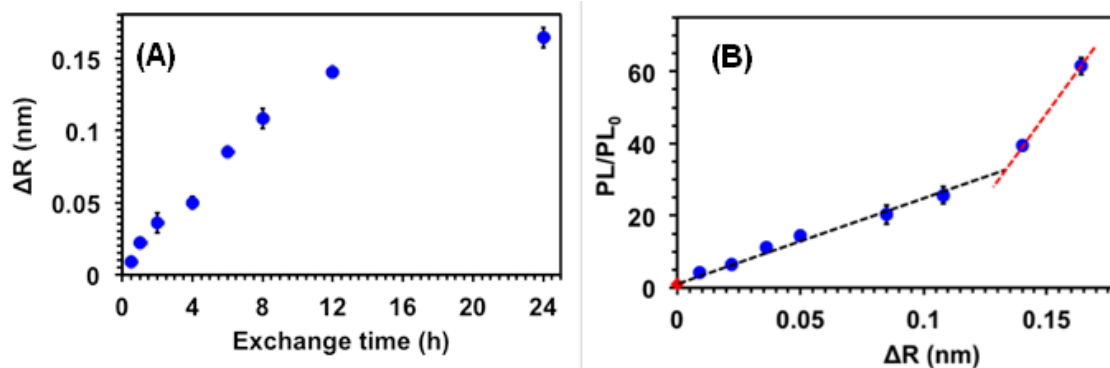 (A)
ΔR (nm)
0.15
0.1
0.05
0
0 4 8 12 16 20 24
Exchange time (h)
(B)
PL/PL₀
60
40
20
0
0 0.05 0.1 0.15
ΔR (nm)